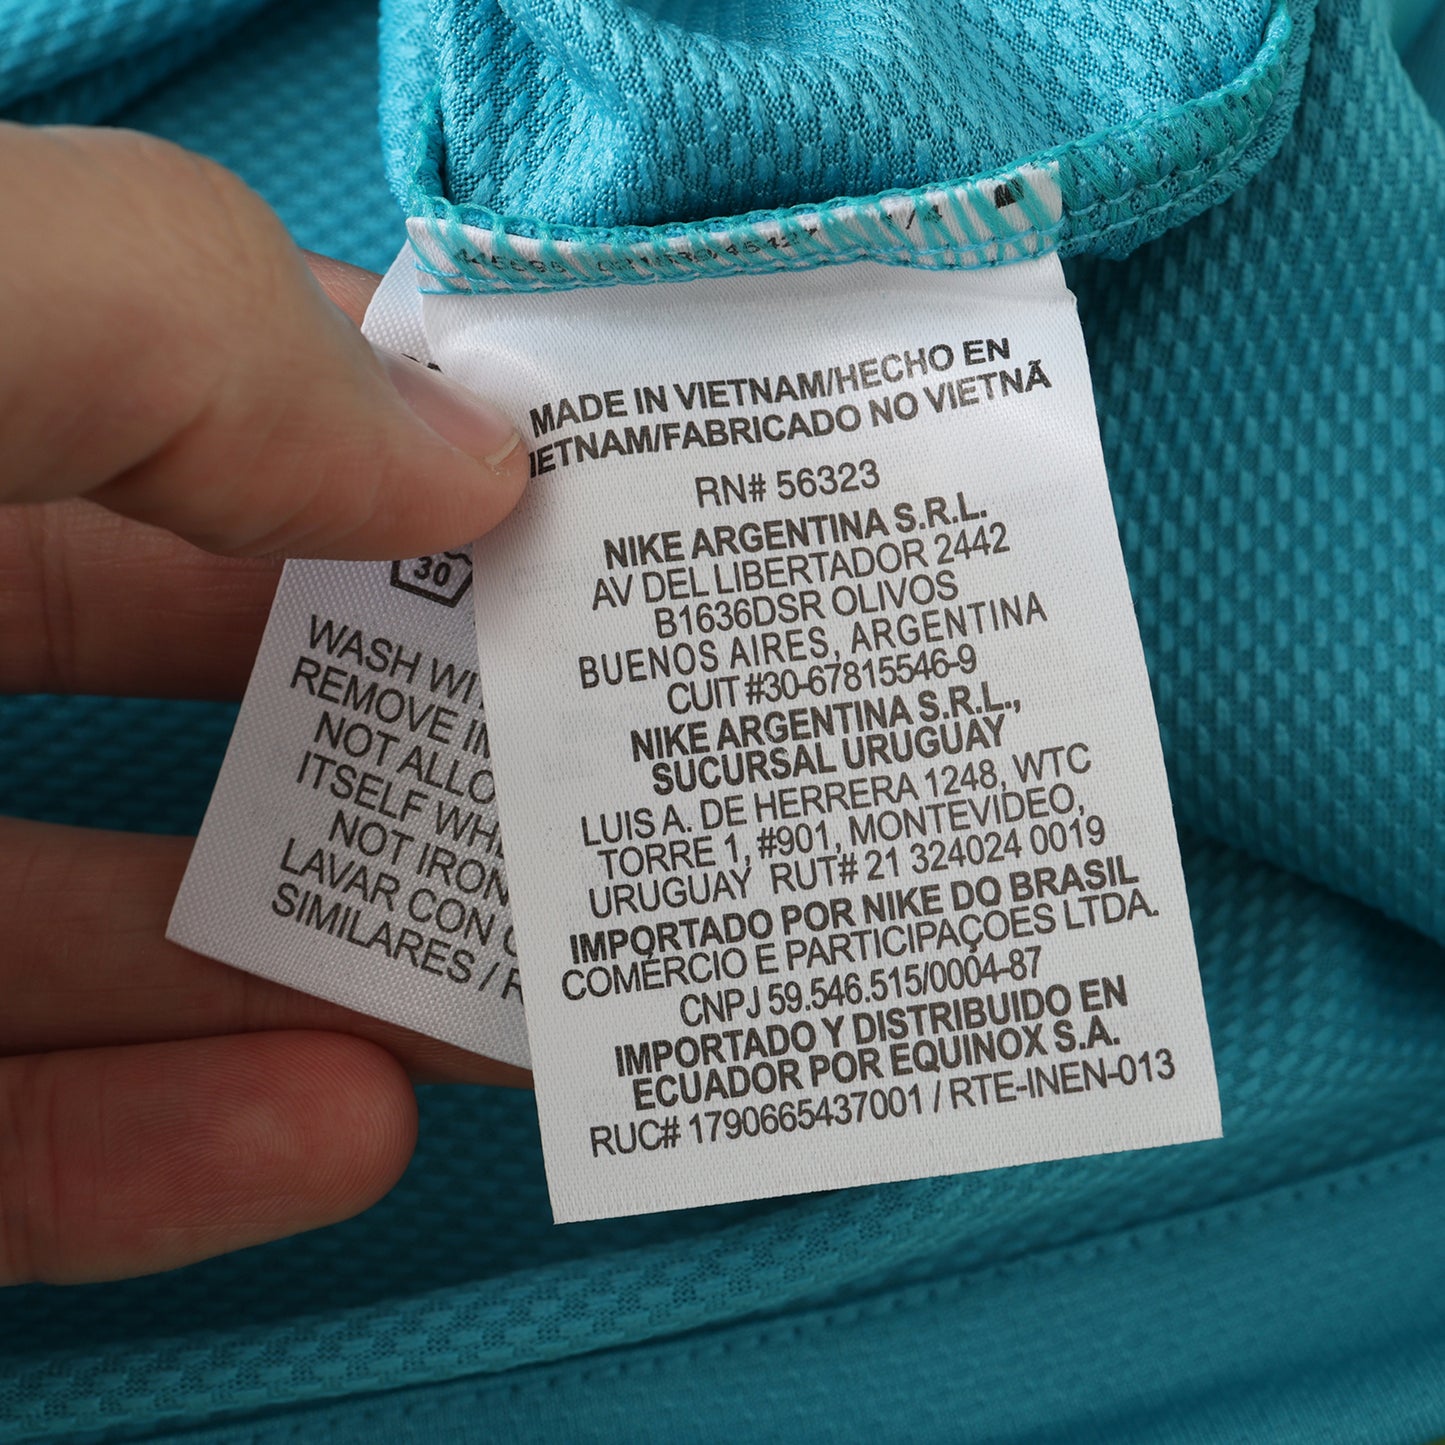 MADE IN VIETNAM/HECHO EN
IETNAM/FABRICADO NO VIETNÃ
RN# 56323
NIKE ARGENTINA S.R.L.
AV DEL LIBERTADOR 2442
B1636DSR OLIVOS
BUENOS AIRES, ARGENTINA
CUIT #30-67815546-9
NIKE ARGENTINA S.R.L.,
SUCURSAL URUGUAY
LUIS A. DE HERRERA 1248, WTC
TORRE 1, #901, MONTEVIDEO,
URUGUAY RUT# 21 324024 0019
IMPORTADO POR NIKE DO BRASIL
COMÉRCIO E PARTICIPAÇOES LTDA.
CNPJ 59.546.515/0004-87
IMPORTADO Y DISTRIBUIDO EN
ECUADOR POR EQUINOX S.A.
RUC# 1790665437001 / RTE-INEN-013
30
WASH WI
REMOVE
NOT ALLO
ITSELF WH
NOT IRON
LAVAR CON
SIMILARES /